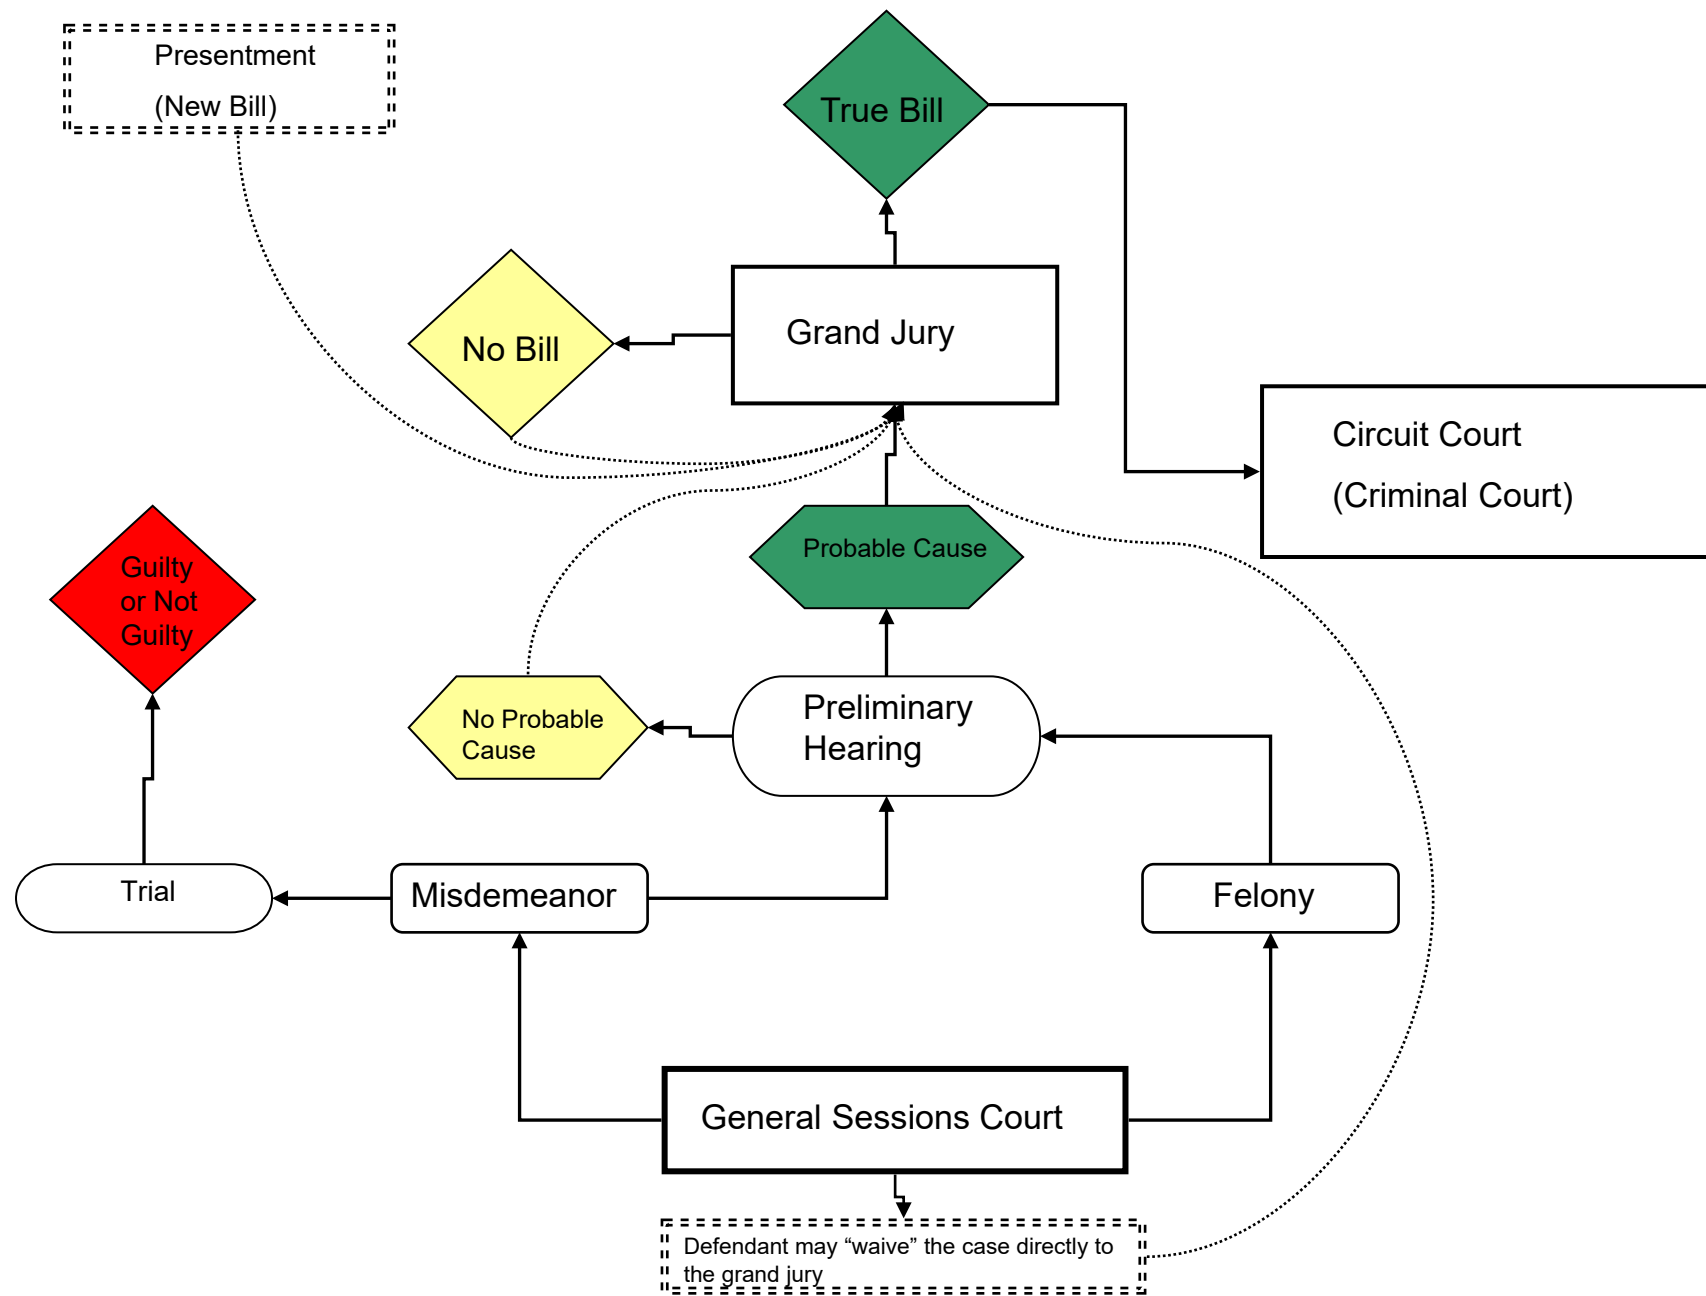 Presentment
(New Bill)
True Bill
No Bill
Grand Jury
Circuit Court
(Criminal Court)
Guilty
or Not
Guilty
Probable Cause
No Probable
Cause
Preliminary
Hearing
Trial
Misdemeanor
Felony
General Sessions Court
Defendant may “waive” the case directly to
the grand jury